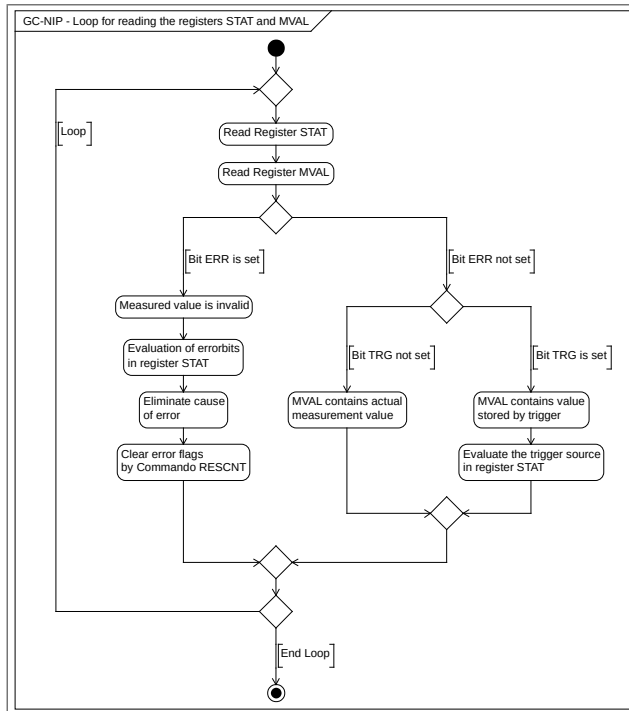 GC-NIP - Loop for reading the registers STAT and MVAL
[Loop]
Read Register STAT
Read Register MVAL
[Bit ERR is set]
[Bit ERR not set]
Measured value is invalid
Evaluation of errorbits
in register STAT
[Bit TRG not set]
[Bit TRG is set]
Eliminate cause
of error
MVAL contains actual
measurement value
MVAL contains value
stored by trigger
Clear error flags
by Commando RESCNT
Evaluate the trigger source
in register STAT
[End Loop]